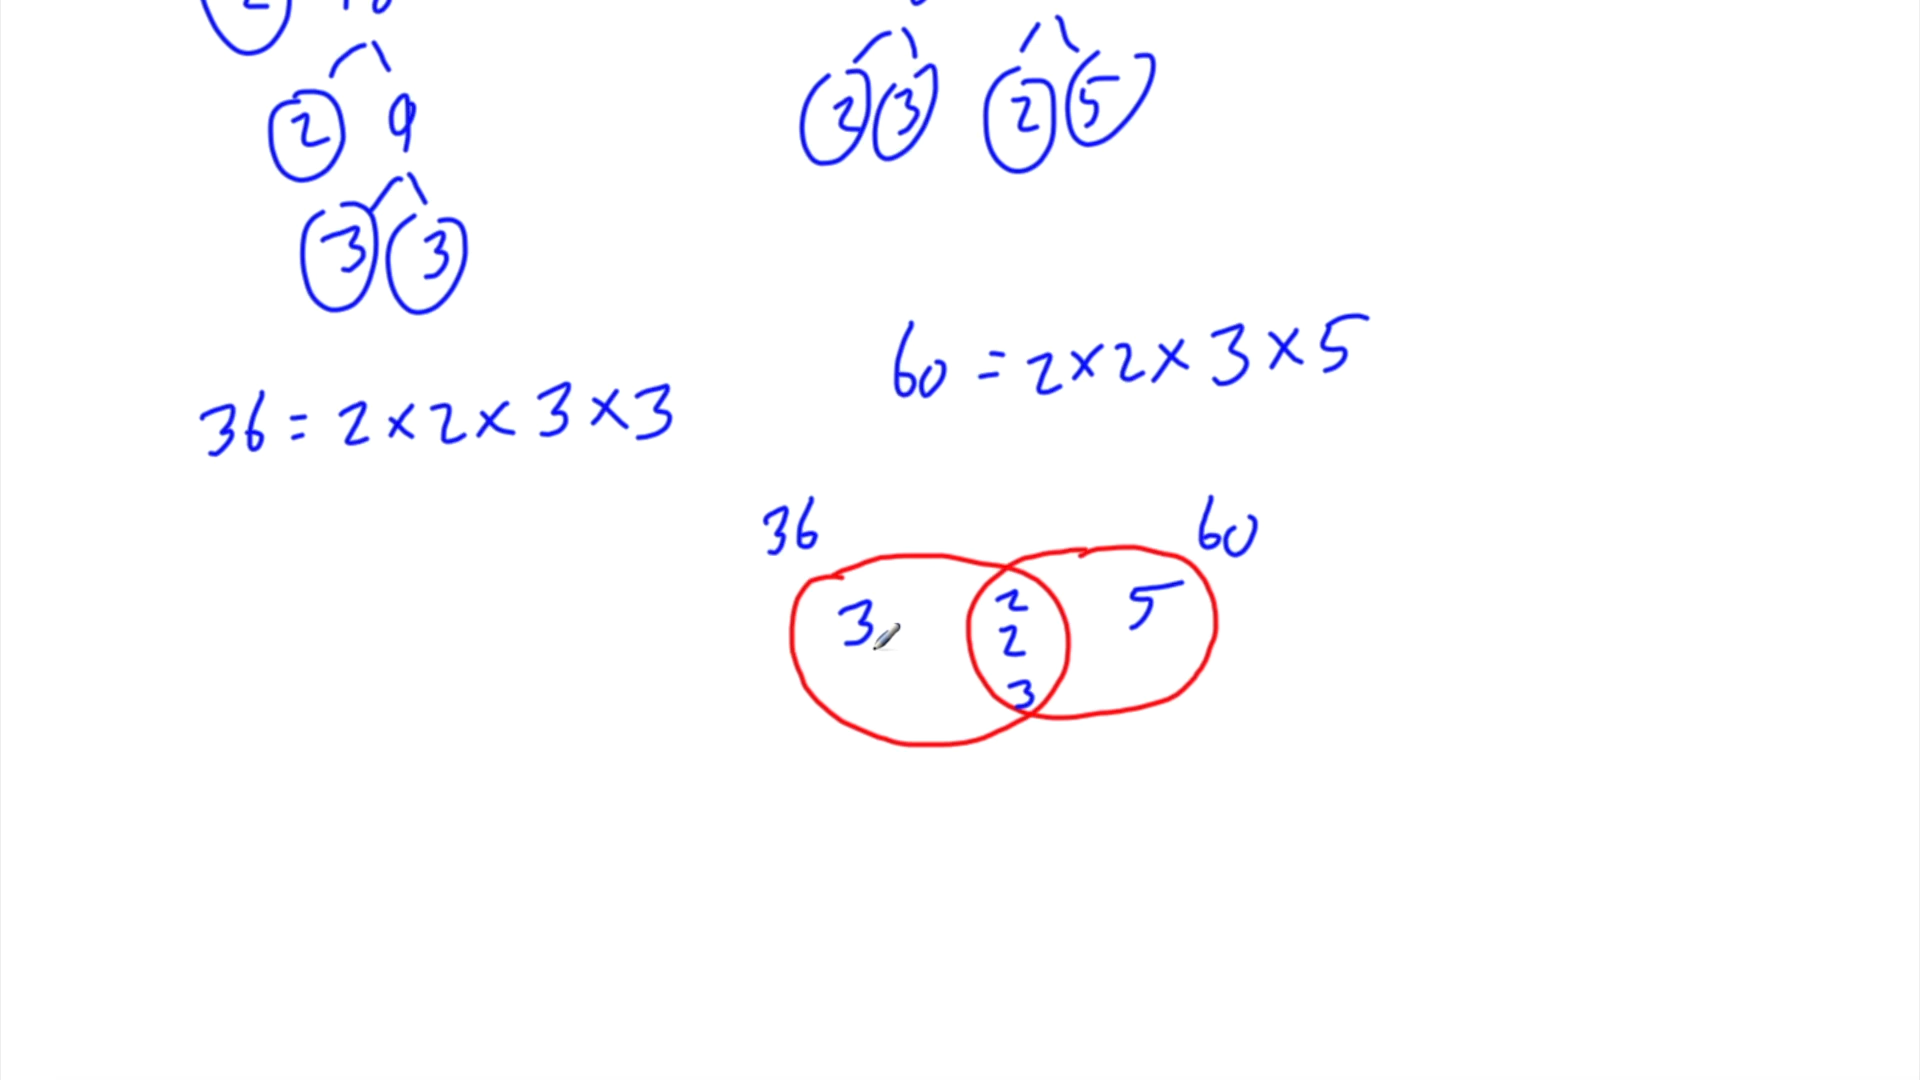 2 9
2 3 2 5
3 3
60 = 2 x 2 x 3 x 5
36 = 2 x 2 x 3 x 3
36 60
3 2 5
2
3